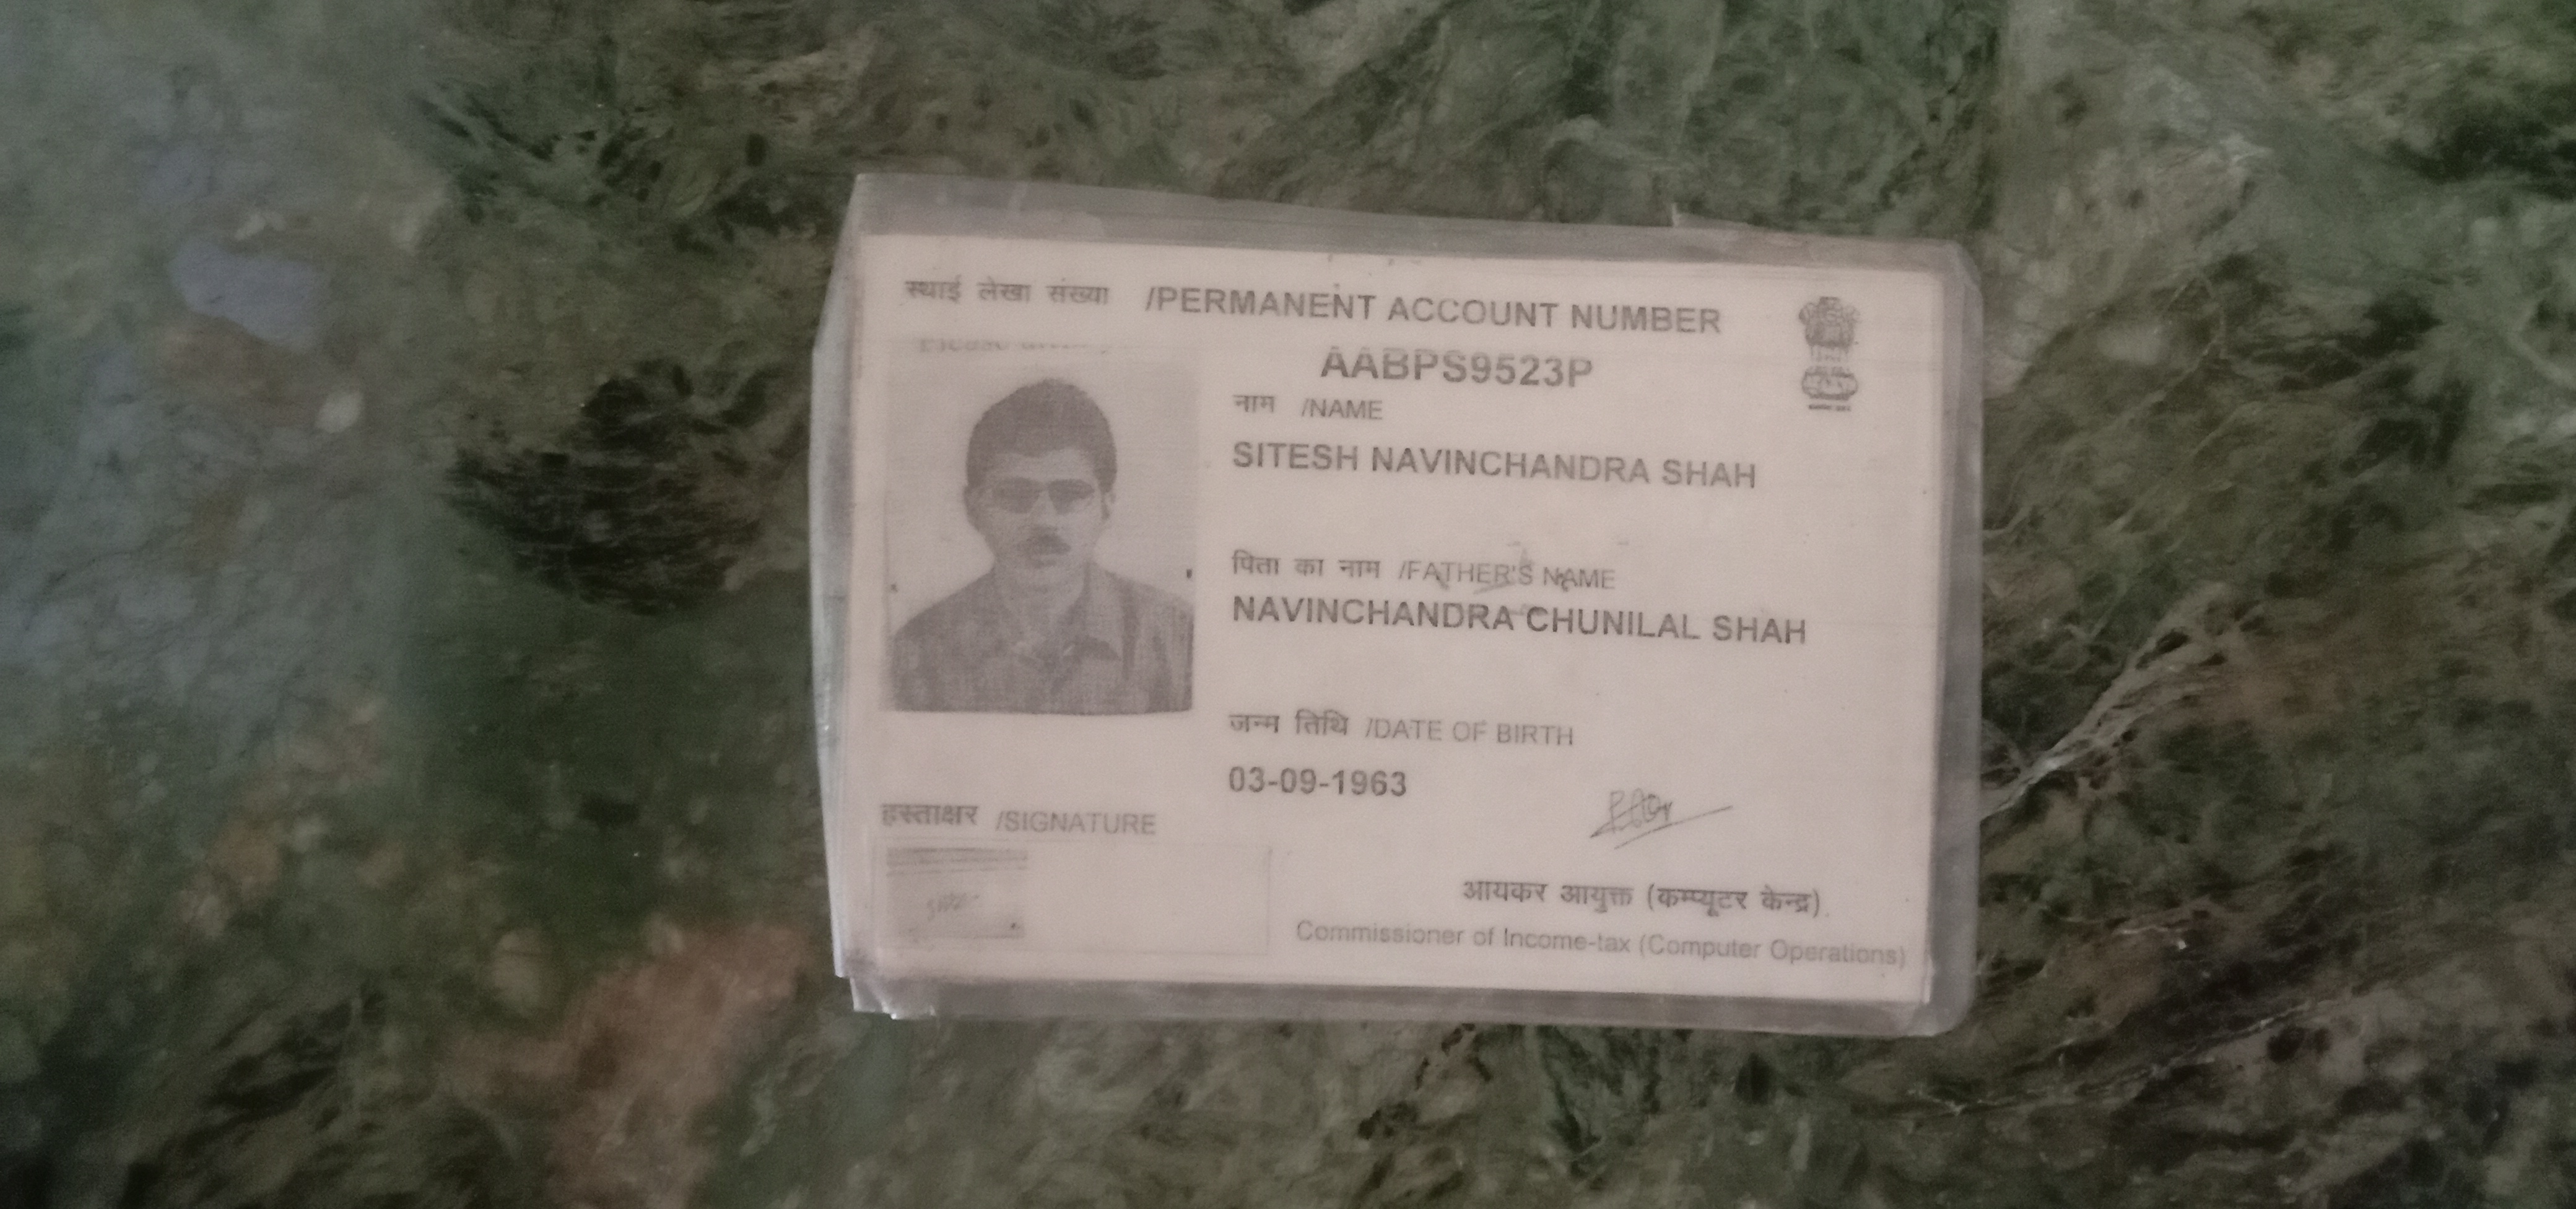 स्थाई लेखा संख्या /PERMANENT ACCOUNT NUMBER
AABPS9523P
नाम /NAME
SITESH NAVINCHANDRA SHAH
पिता का नाम /FATHER'S NAME
NAVINCHANDRA CHUNILAL SHAH
जन्म तिथि /DATE OF BIRTH
03-09-1963
हस्ताक्षर /SIGNATURE
आयकर आयुक्त (कम्प्यूटर केन्द्र)
Commissioner of Income-tax (Computer Operations)